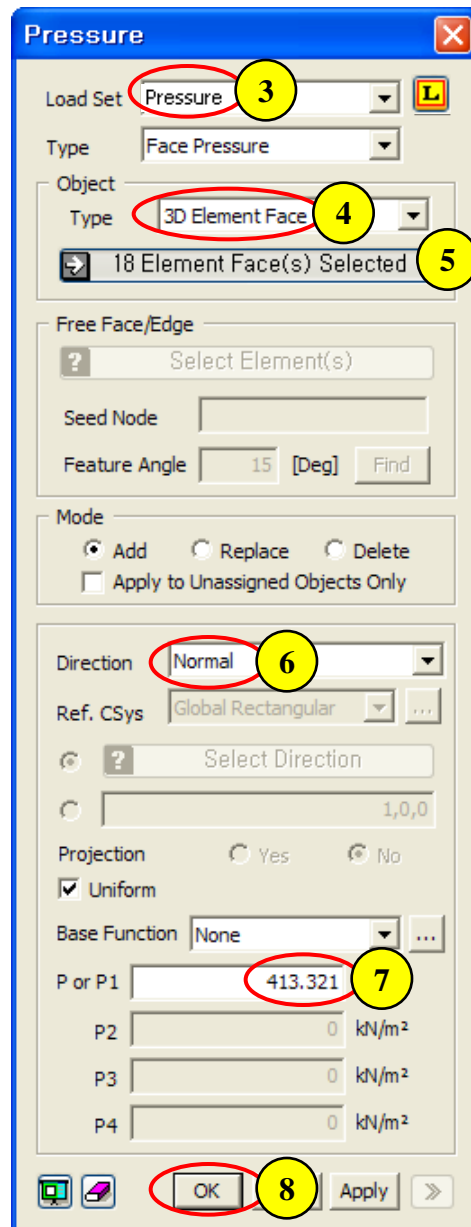 Pressure
Load Set Pressure 3 L
Type Face Pressure
Object
Type 3D Element Face 4
18 Element Face(s) Selected 5
Free Face/Edge
? Select Element(s)
Seed Node
Feature Angle 15 [Deg] Find
Mode
Add Replace Delete
Apply to Unassigned Objects Only
Direction Normal 6
Ref. CSys Global Rectangular ...
? Select Direction
1,0,0
Projection Yes No
Uniform
Base Function None ...
P or P1 413.321 7
P2 0 kN/m²
P3 0 kN/m²
P4 0 kN/m²
OK 8 Apply >>